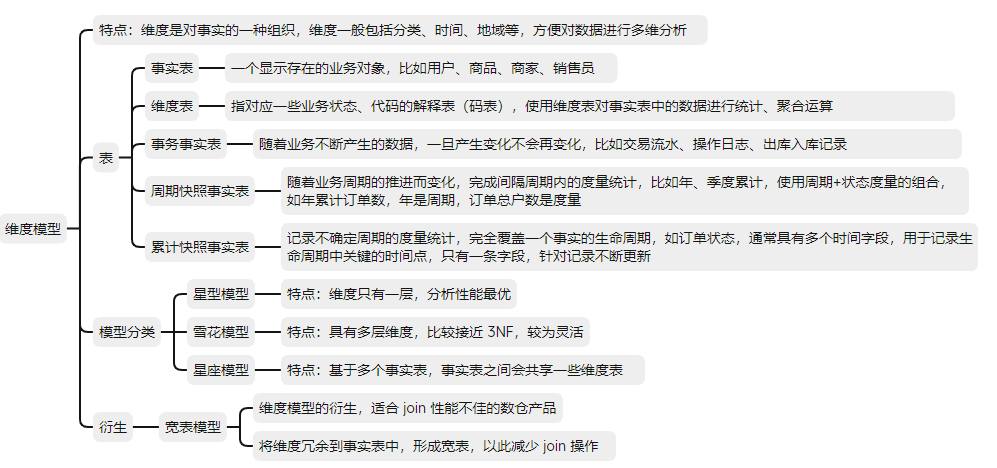 维度模型
特点：维度是对事实的一种组织，维度一般包括分类、时间、地域等，方便对数据进行多维分析
表
事实表
一个显示存在的业务对象，比如用户、商品、商家、销售员
维度表
指对应一些业务状态、代码的解释表（码表），使用维度表对事实表中的数据进行统计、聚合运算
事务事实表
随着业务不断产生的数据，一旦产生变化不会再变化，比如交易流水、操作日志、出库入库记录
周期快照事实表
随着业务周期的推进而变化，完成间隔周期内的度量统计，比如年、季度累计，使用周期+状态度量的组合，
如年累计订单数，年是周期，订单总户数是度量
累计快照事实表
记录不确定周期的度量统计，完全覆盖一个事实的生命周期，如订单状态，通常具有多个时间字段，用于记录生
命周期中关键的时间点，只有一条字段，针对记录不断更新
模型分类
星型模型
特点：维度只有一层，分析性能最优
雪花模型
特点：具有多层维度，比较接近 3NF，较为灵活
星座模型
特点：基于多个事实表，事实表之间会共享一些维度表
衍生
宽表模型
维度模型的衍生，适合 join 性能不佳的数仓产品
将维度冗余到事实表中，形成宽表，以此减少 join 操作